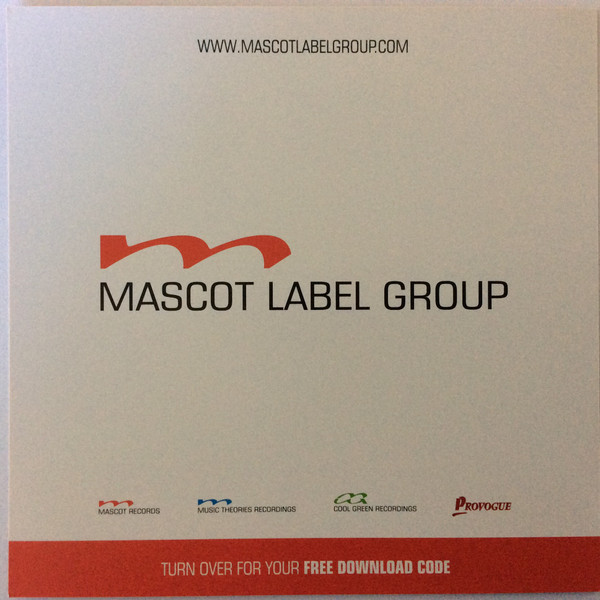 WWW.MASCOTLABELGROUP.COM
MASCOT LABEL GROUP
MASCOT RECORDS
MUSIC THEORIES RECORDINGS
COOL GREEN RECORDINGS
PROVOGUE
TURN OVER FOR YOUR FREE DOWNLOAD CODE